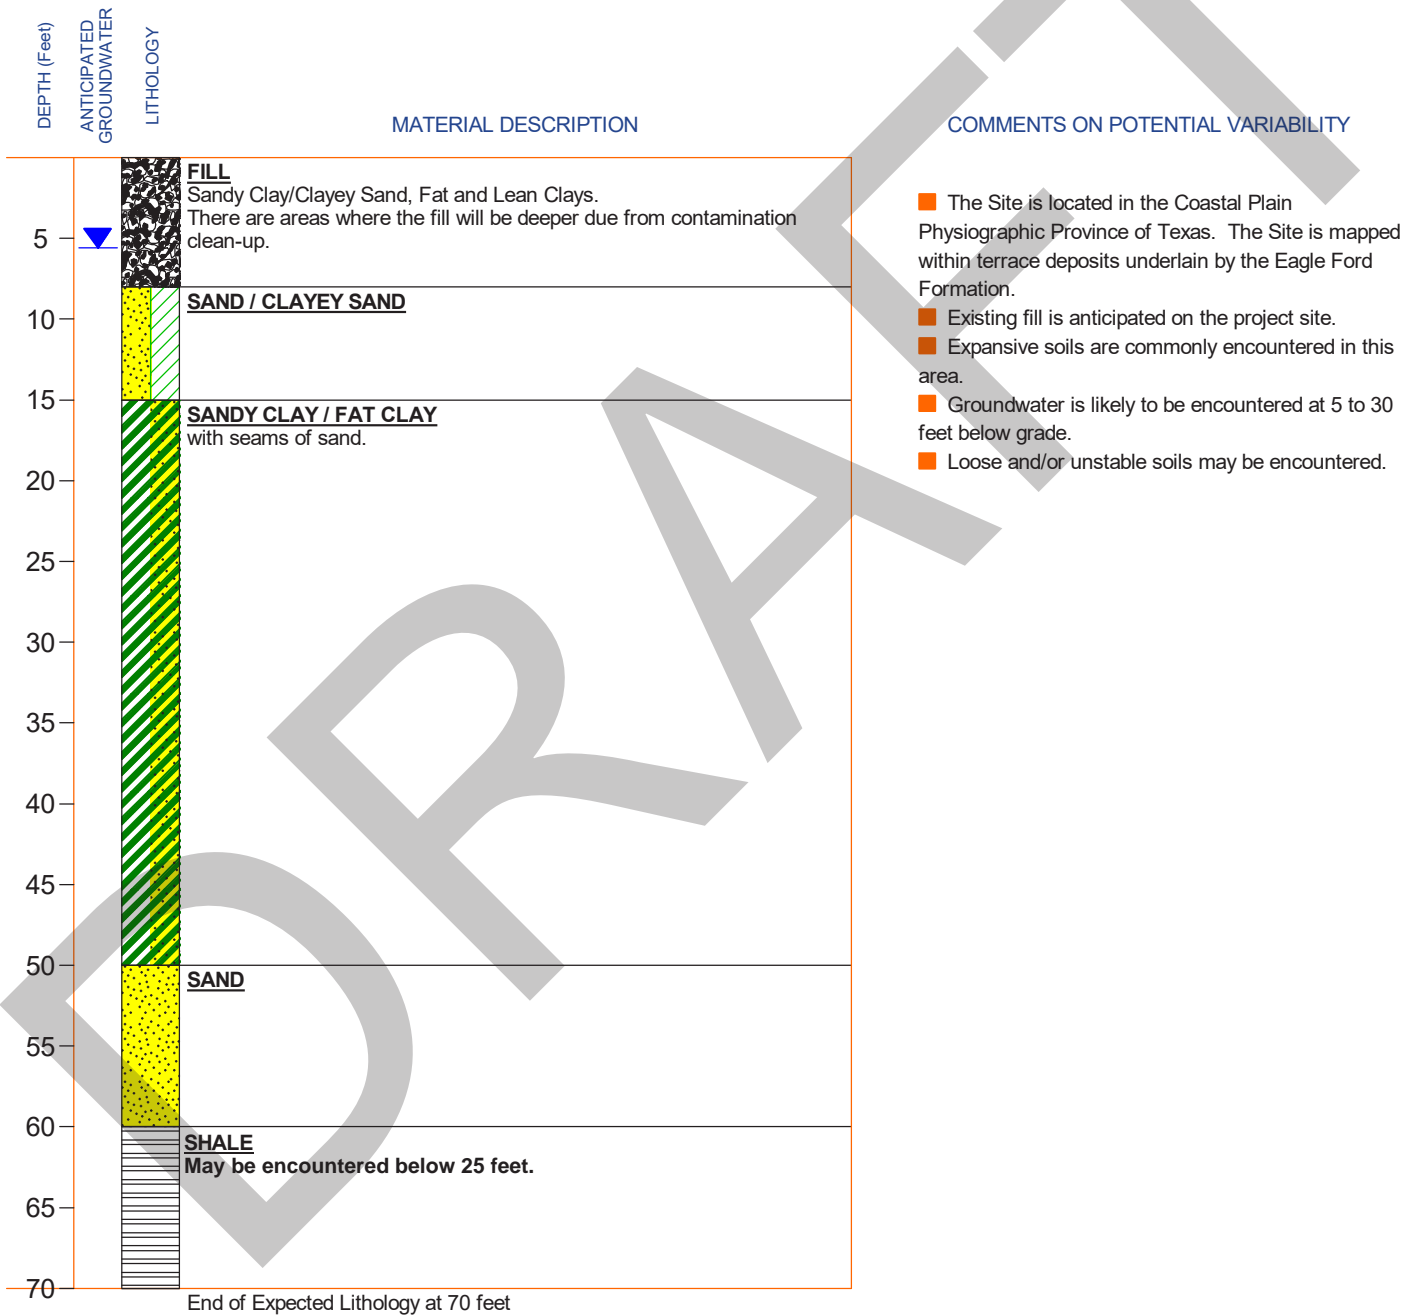 DEPTH (Feet)
ANTICIPATED
GROUNDWATER
LITHOLOGY
MATERIAL DESCRIPTION
COMMENTS ON POTENTIAL VARIABILITY
FILL
Sandy Clay/Clayey Sand, Fat and Lean Clays.
There are areas where the fill will be deeper due from contamination
clean-up.
5
SAND / CLAYEY SAND
10
15
SANDY CLAY / FAT CLAY
with seams of sand.
20
25
30
35
40
45
50
SAND
55
60
SHALE
May be encountered below 25 feet.
65
70
End of Expected Lithology at 70 feet
The Site is located in the Coastal Plain
Physiographic Province of Texas.  The Site is mapped
within terrace deposits underlain by the Eagle Ford
Formation.
Existing fill is anticipated on the project site.
Expansive soils are commonly encountered in this
area.
Groundwater is likely to be encountered at 5 to 30
feet below grade.
Loose and/or unstable soils may be encountered.
DRAFT